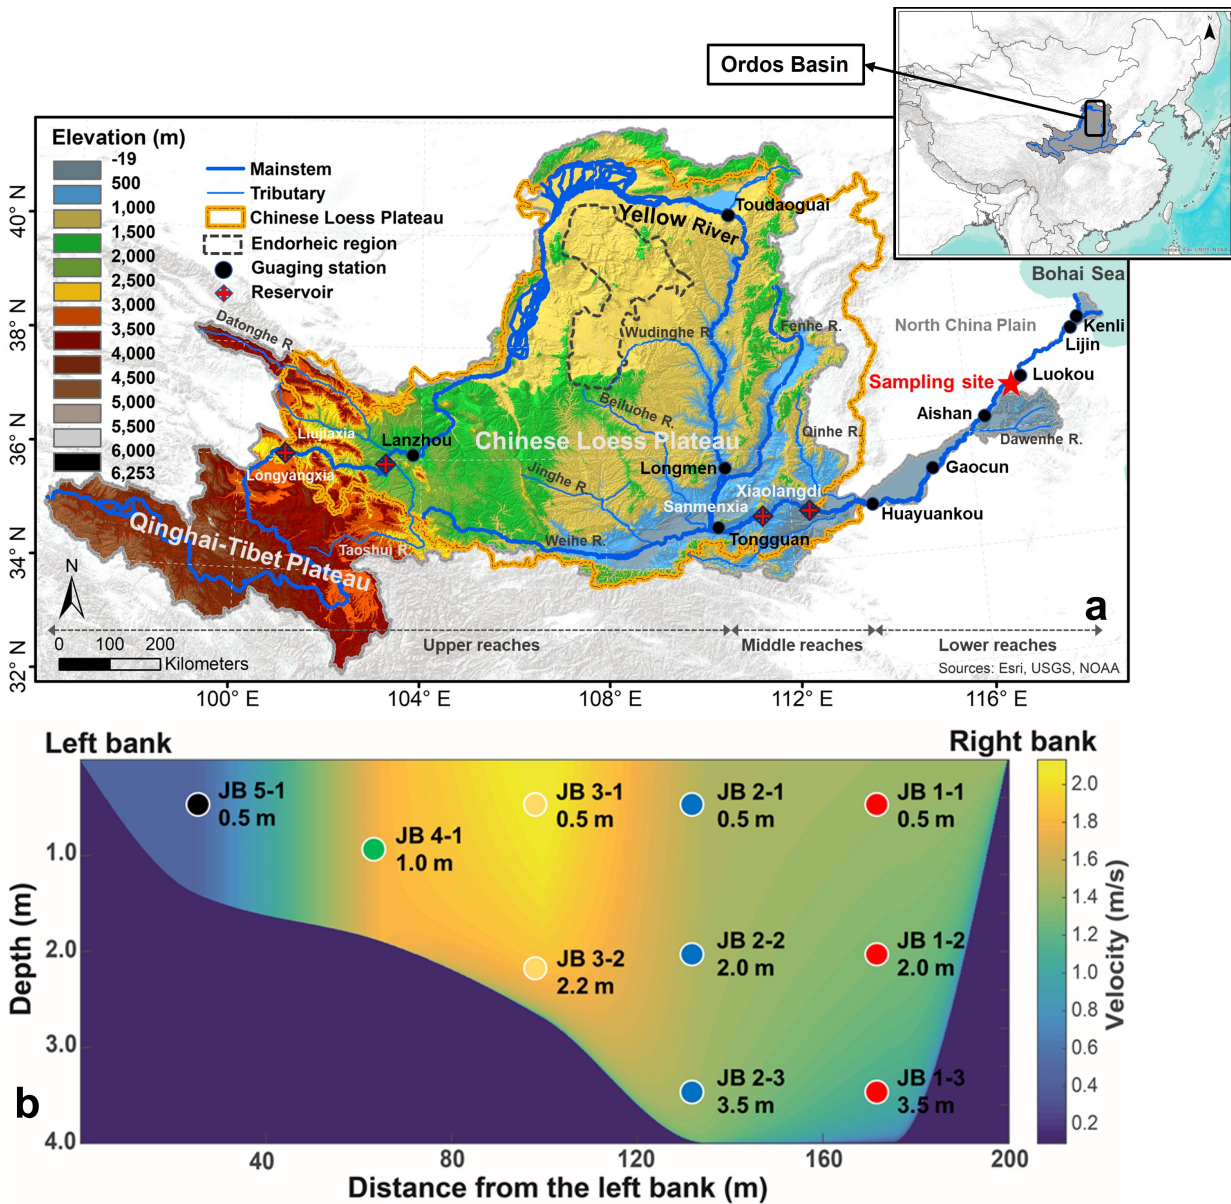 Ordos Basin
N
Sources: Esri, USGS, NOAA
Elevation (m)
-19
500
1,000
1,500
2,000
2,500
3,000
3,500
4,000
4,500
5,000
5,500
6,000
6,253
Mainstem
Tributary
Chinese Loess Plateau
Endorheic region
Guaging station
Reservoir
40° N
38° N
36° N
34° N
32° N
Yellow River
Toudaoguai
Bohai Sea
Kenli
Lijin
North China Plain
Datonghe R.
Wudinghe R.
Fenhe R.
Luokou
Sampling site
Aishan
Beiluohe R.
Liujiaxia
Lanzhou
Chinese Loess Plateau
Qinhe R.
Dawenhe R.
Longyangxia
Jinghe R.
Longmen
Gaocun
Xiaolangdi
Sanmenxia
Huayuankou
Qinghai-Tibet Plateau
Taoshui R.
Weihe R.
Tongguan
N
a
0 100 200
Kilometers
Upper reaches
Middle reaches
Lower reaches
Sources: Esri, USGS, NOAA
100° E
104° E
108° E
112° E
116° E
Left bank
Right bank
JB 5-1
0.5 m
JB 4-1
1.0 m
JB 3-1
0.5 m
JB 2-1
0.5 m
JB 1-1
0.5 m
JB 3-2
2.2 m
JB 2-2
2.0 m
JB 1-2
2.0 m
JB 2-3
3.5 m
JB 1-3
3.5 m
Depth (m)
1.0
2.0
3.0
4.0
b
40
80
120
160
200
Distance from the left bank (m)
2.0
1.8
1.6
1.4
1.2
1.0
0.8
0.6
0.4
0.2
Velocity (m/s)